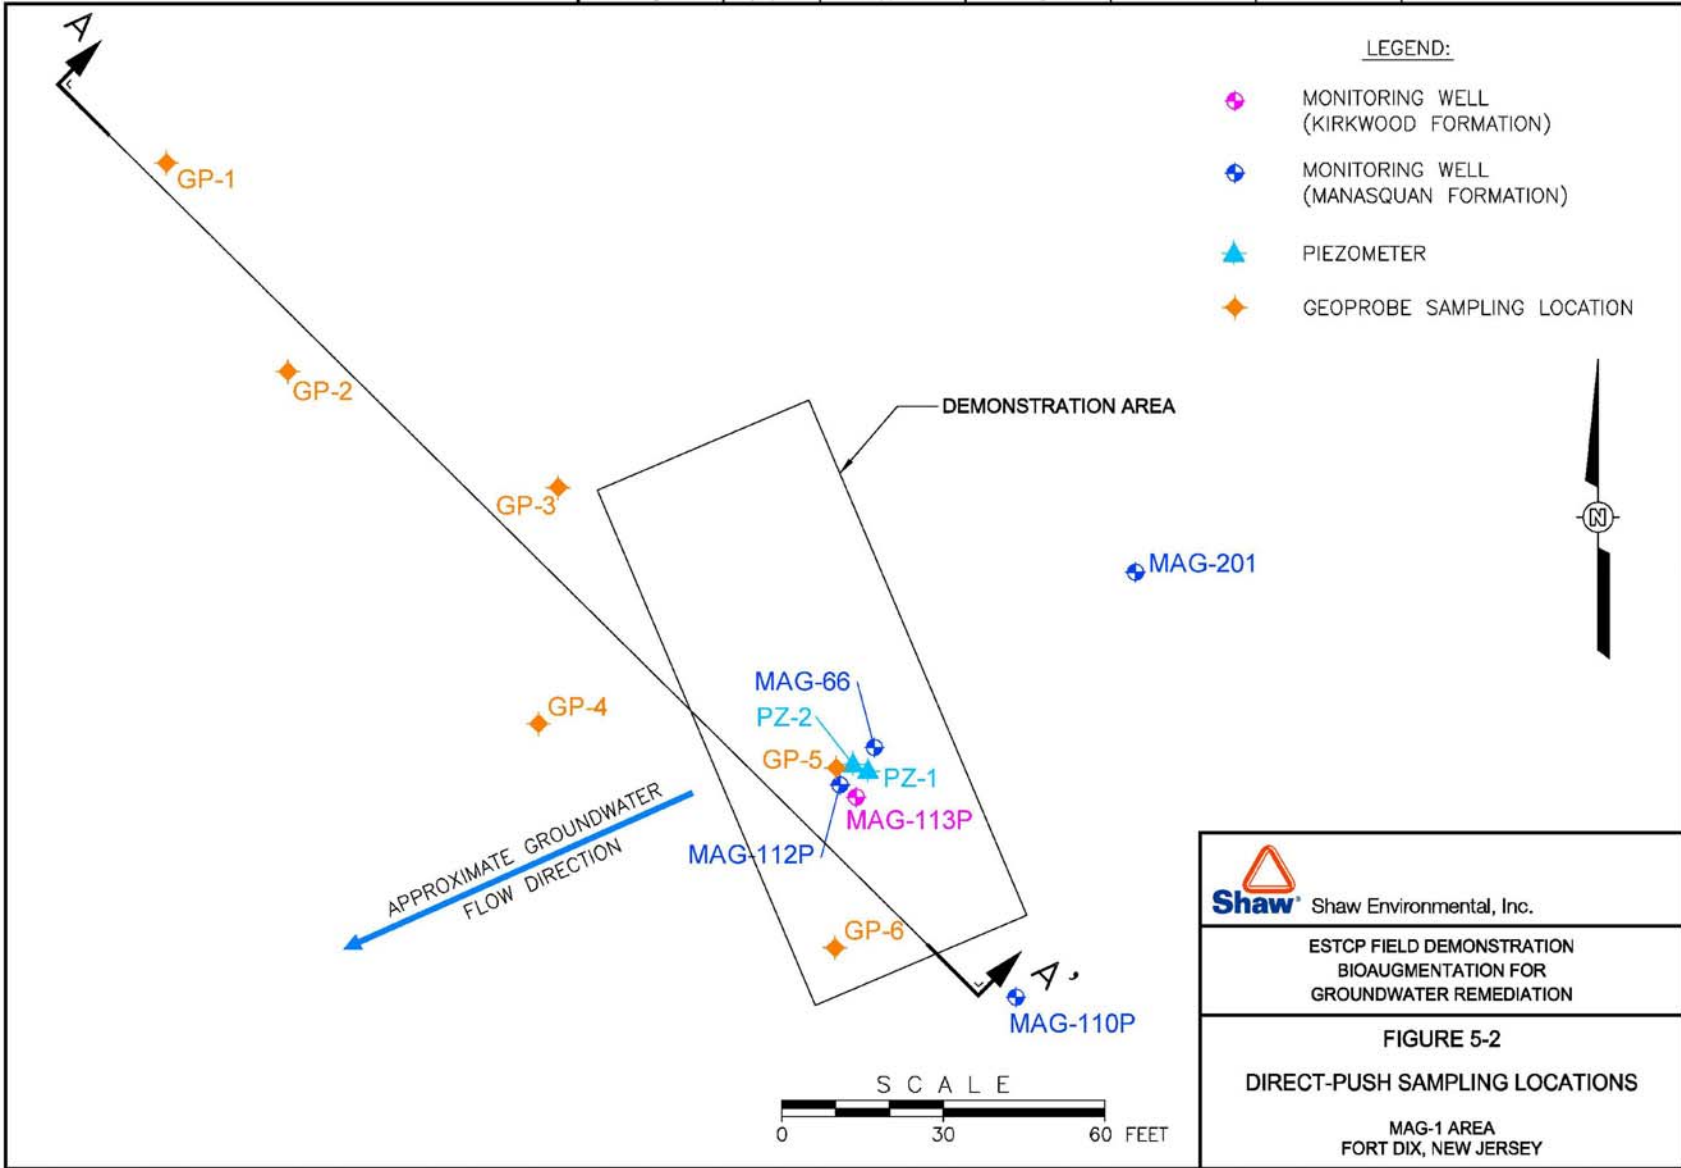 A
LEGEND:
MONITORING WELL
(KIRKWOOD FORMATION)
MONITORING WELL
(MANASQUAN FORMATION)
PIEZOMETER
GEOPROBE SAMPLING LOCATION
GP-1
GP-2
DEMONSTRATION AREA
GP-3
N
MAG-201
MAG-66
PZ-2
GP-4
GP-5
PZ-1
MAG-113P
MAG-112P
APPROXIMATE GROUNDWATER
FLOW DIRECTION
GP-6
A'
MAG-110P
SCALE
0 30 60 FEET
Shaw Shaw Environmental, Inc.
ESTCP FIELD DEMONSTRATION
BIOAUGMENTATION FOR
GROUNDWATER REMEDIATION
FIGURE 5-2
DIRECT-PUSH SAMPLING LOCATIONS
MAG-1 AREA
FORT DIX, NEW JERSEY